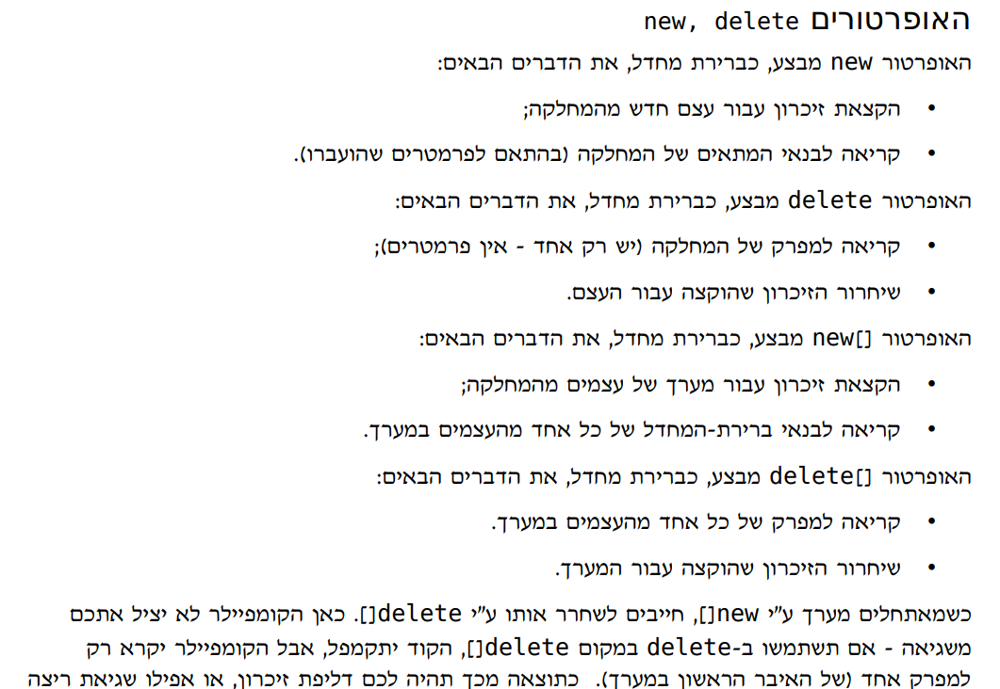 האופרטורים new, delete
האופרטור new מבצע, כברירת מחדל, את הדברים הבאים:
• הקצאת זיכרון עבור עצם חדש מהמחלקה;
• קריאה לבנאי המתאים של המחלקה (בהתאם לפרמטרים שהועברו).
האופרטור delete מבצע, כברירת מחדל, את הדברים הבאים:
• קריאה למפרק של המחלקה (יש רק אחד - אין פרמטרים);
• שיחרור הזיכרון שהוקצה עבור העצם.
האופרטור new[] מבצע, כברירת מחדל, את הדברים הבאים:
• הקצאת זיכרון עבור מערך של עצמים מהמחלקה;
• קריאה לבנאי ברירת-המחדל של כל אחד מהעצמים במערך.
האופרטור delete[] מבצע, כברירת מחדל, את הדברים הבאים:
• קריאה למפרק של כל אחד מהעצמים במערך.
• שיחרור הזיכרון שהוקצה עבור המערך.
כשמאתחלים מערך ע"י new[], חייבים לשחרר אותו ע"י delete[]. כאן הקומפיילר לא יציל אתכם
משגיאה - אם תשתמשו ב-delete במקום delete[], הקוד יתקמפל, אבל הקומפיילר יקרא רק
למפרק אחד (של האיבר הראשון במערך). כתוצאה מכך תהיה לכם דליפת זיכרון, או אפילו שגיאת ריצה